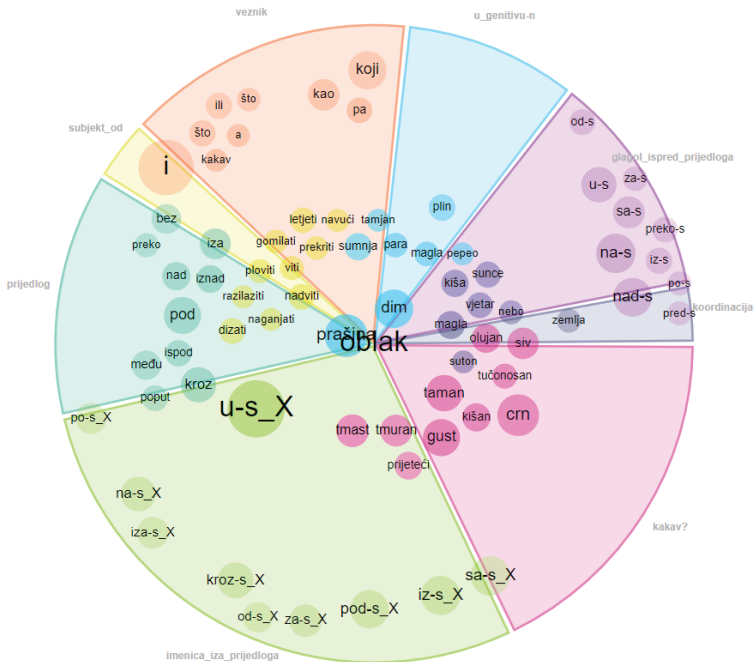 veznik
u_genitivu-n
koji
kao
pa
ili
što
što
a
kakav
i
subjekt_od
od-s
glagol_ispred_prijedloga
u-s
za-s
sa-s
preko-s
na-s
iz-s
po-s
nad-s
pred-s
koordinacija
bez
preko
iza
prijedlog
nad
iznad
pod
ispod
među
kroz
poput
letjeti
navući
tamjan
plin
gomilati
prekriti
sumnja
para
magla
pepeo
ploviti
viti
kiša
sunce
razilaziti
nadviti
vjetar
nebo
dim
naganjati
dizati
magla
zemlja
prašina
oblak
olujan
siv
suton
tučonosan
taman
crn
kišan
gust
tmuran
tmast
prijeteći
kakav?
u-s_X
po-s_X
na-s_X
iza-s_X
kroz-s_X
od-s_X
za-s_X
pod-s_X
iz-s_X
sa-s_X
imenica_iza_prijedloga